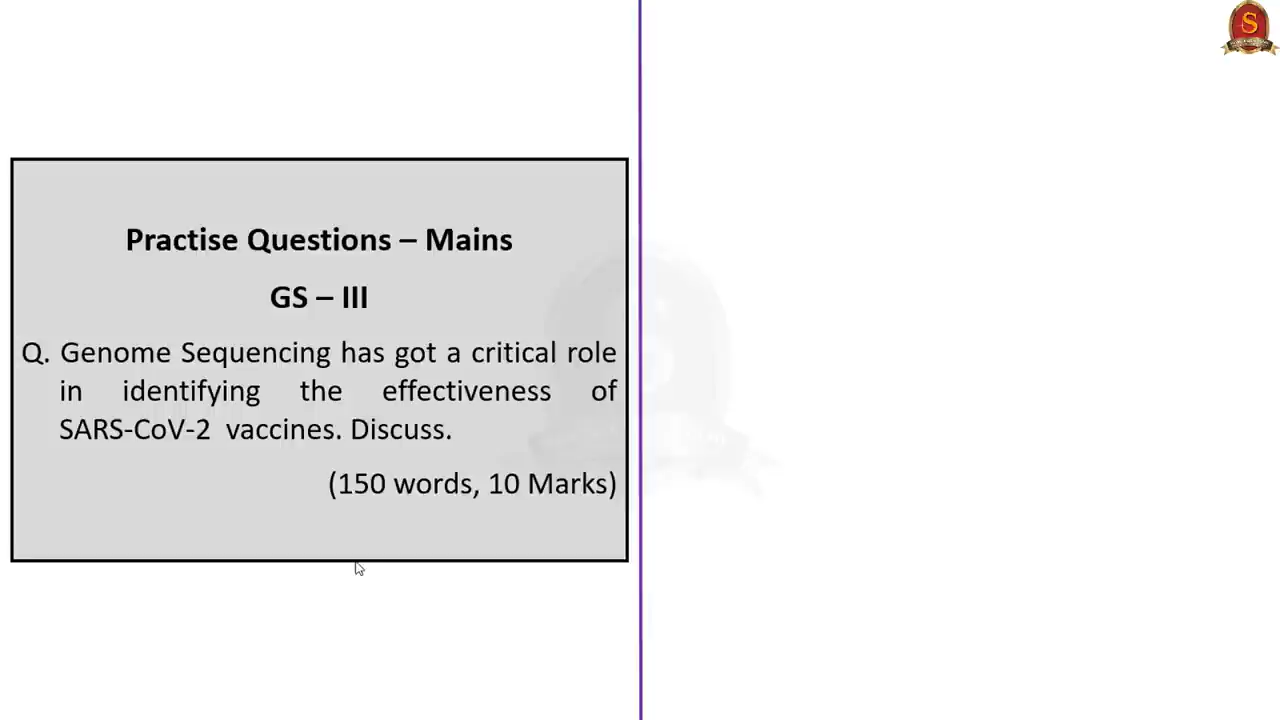 Practise Questions – Mains
GS – III
Q. Genome Sequencing has got a critical role
in identifying the effectiveness of
SARS-CoV-2 vaccines. Discuss.
(150 words, 10 Marks)
S